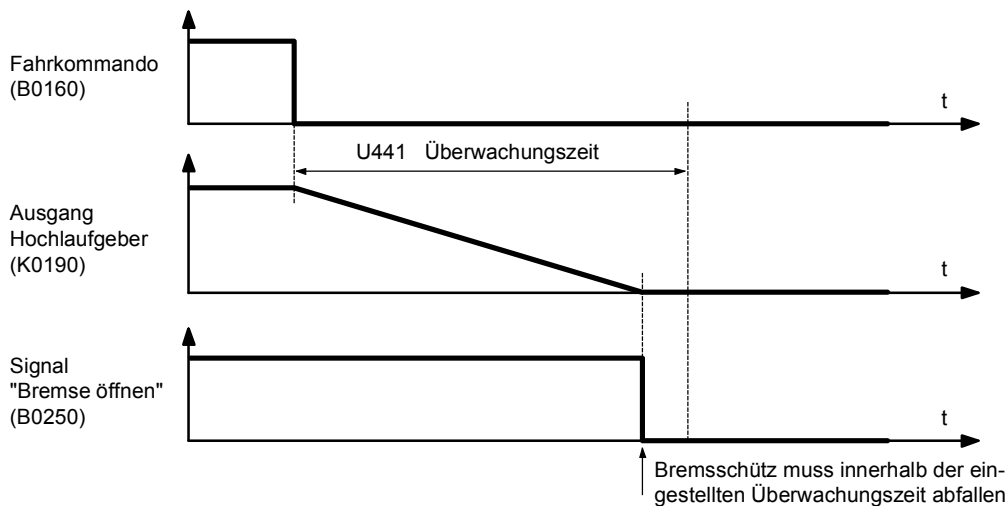 Fahrkommando
(B0160)
t
U441 Überwachungszeit
Ausgang
Hochlaufgeber
(K0190)
t
Signal
"Bremse öffnen"
(B0250)
t
Bremsschütz muss innerhalb der ein-
gestellten Überwachungszeit abfallen